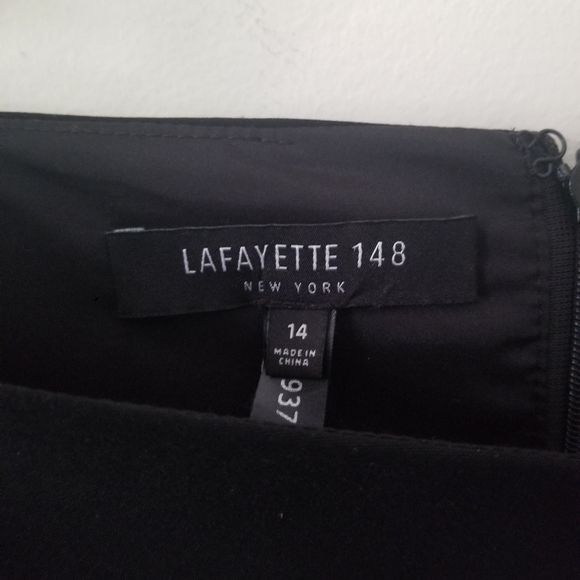 LAFAYETTE 148
NEW YORK
14
MADE IN
CHINA
937